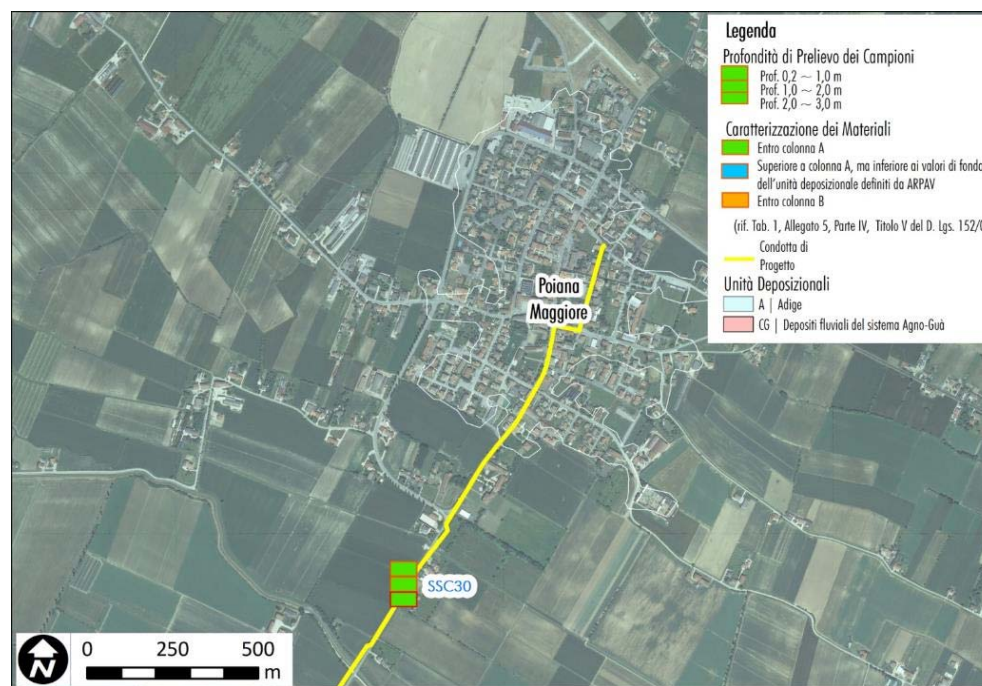 Legenda
Profondità di Prelievo dei Campioni
Prof. 0,2 ~ 1,0 m
Prof. 1,0 ~ 2,0 m
Prof. 2,0 ~ 3,0 m
Caratterizzazione dei Materiali
Entro colonna A
Superiore a colonna A, ma inferiore ai valori di fonda
dell'unità deposizionale definiti da ARPAV
Entro colonna B
(rif. Tab. 1, Allegato 5, Parte IV, Titolo V del D. Lgs. 152/0
Condotta di
Progetto
Unità Deposizionali
A | Adige
CG | Depositi fluviali del sistema Agno-Guà
Poiana
Maggiore
SSC30
N
0 250 500
m